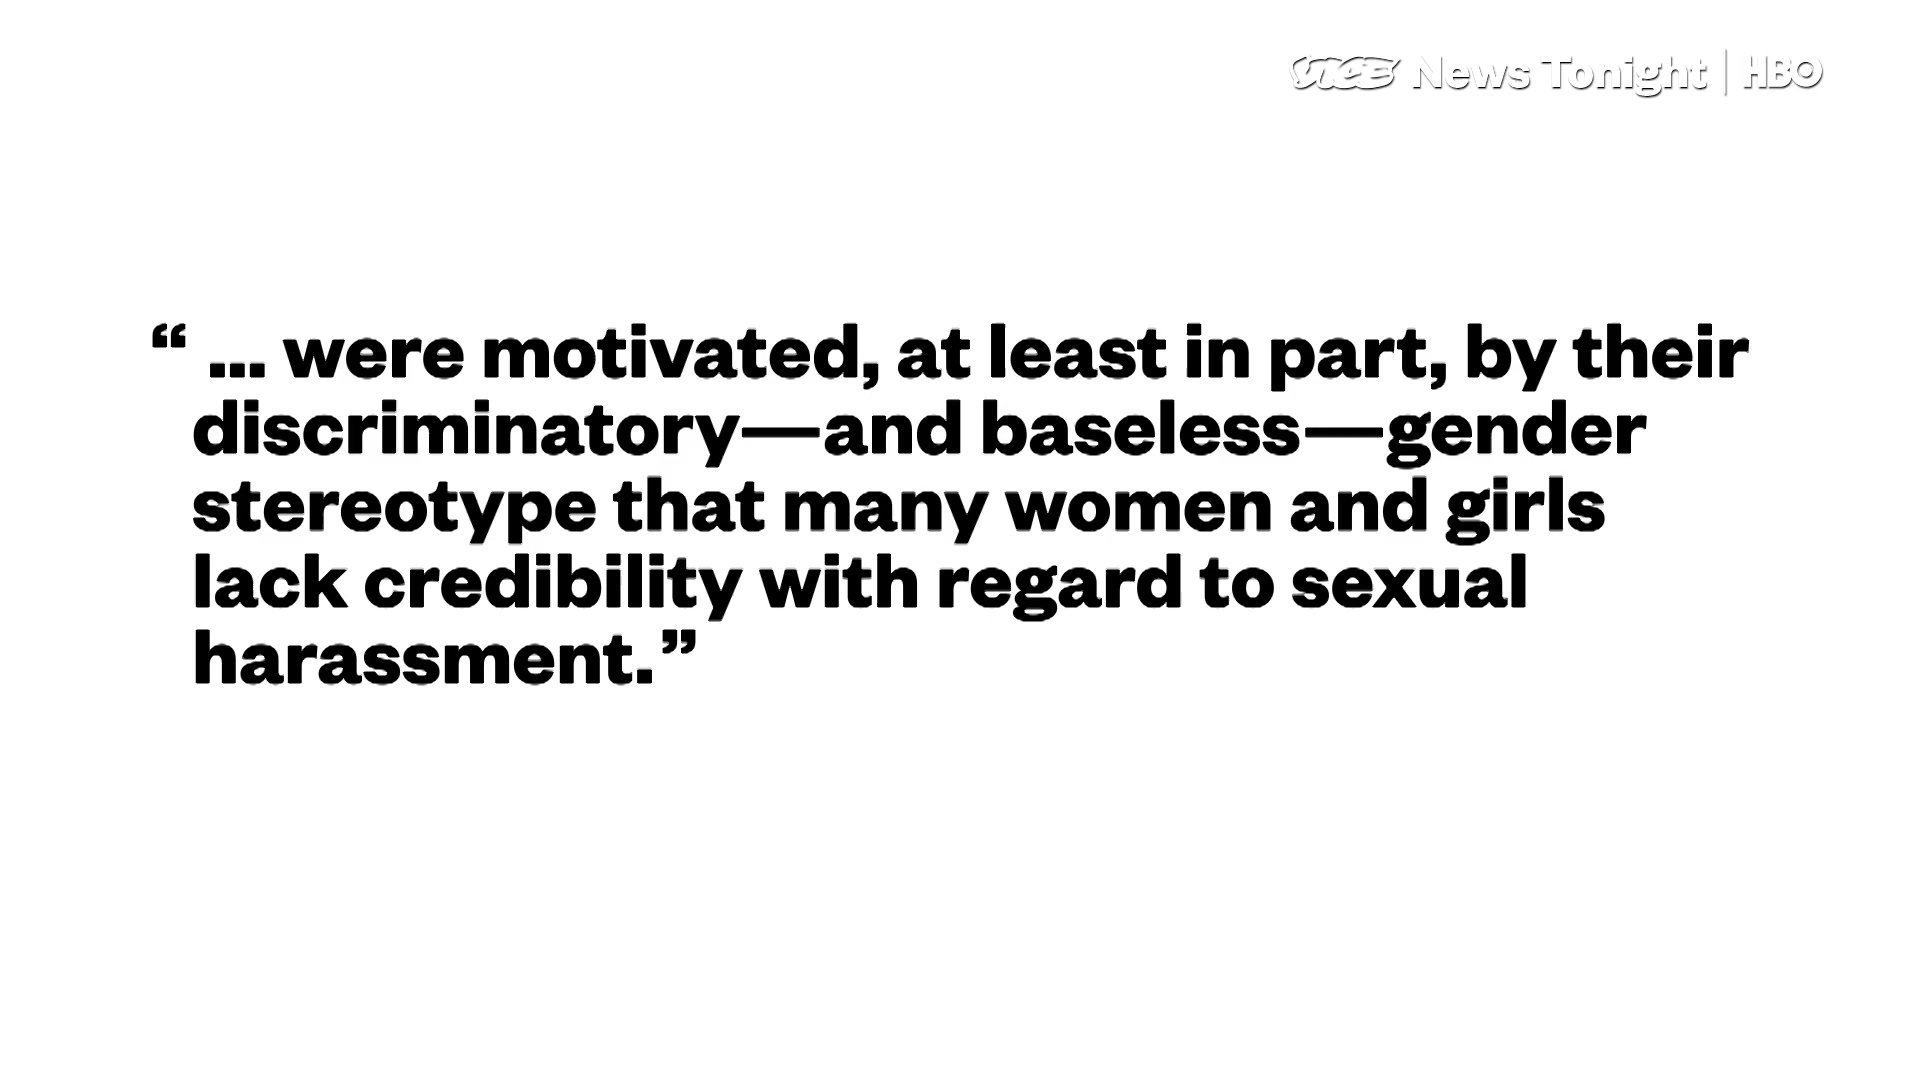 VICE News Tonight | HBO
“ ... were motivated, at least in part, by their
discriminatory—and baseless—gender
stereotype that many women and girls
lack credibility with regard to sexual
harassment.”